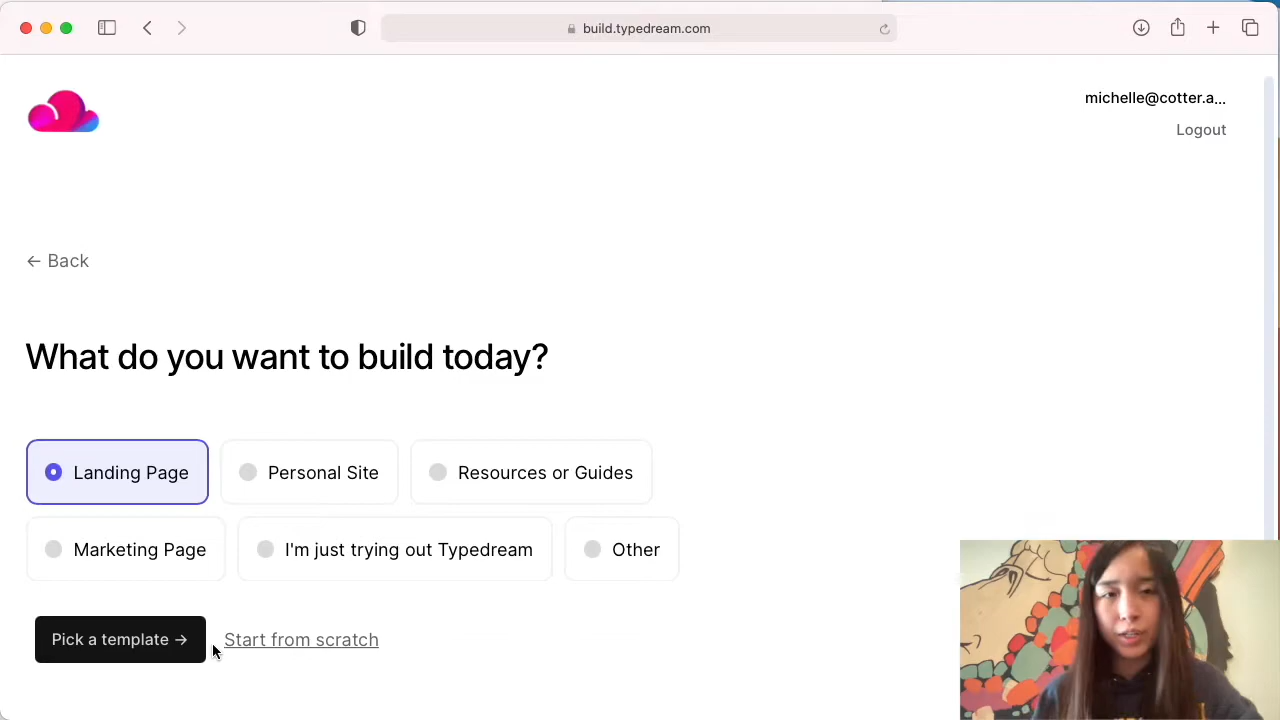 build.typedream.com
michelle@cotter.a...
Logout
← Back
What do you want to build today?
Landing Page
Personal Site
Resources or Guides
Marketing Page
I'm just trying out Typedream
Other
Pick a template →
Start from scratch